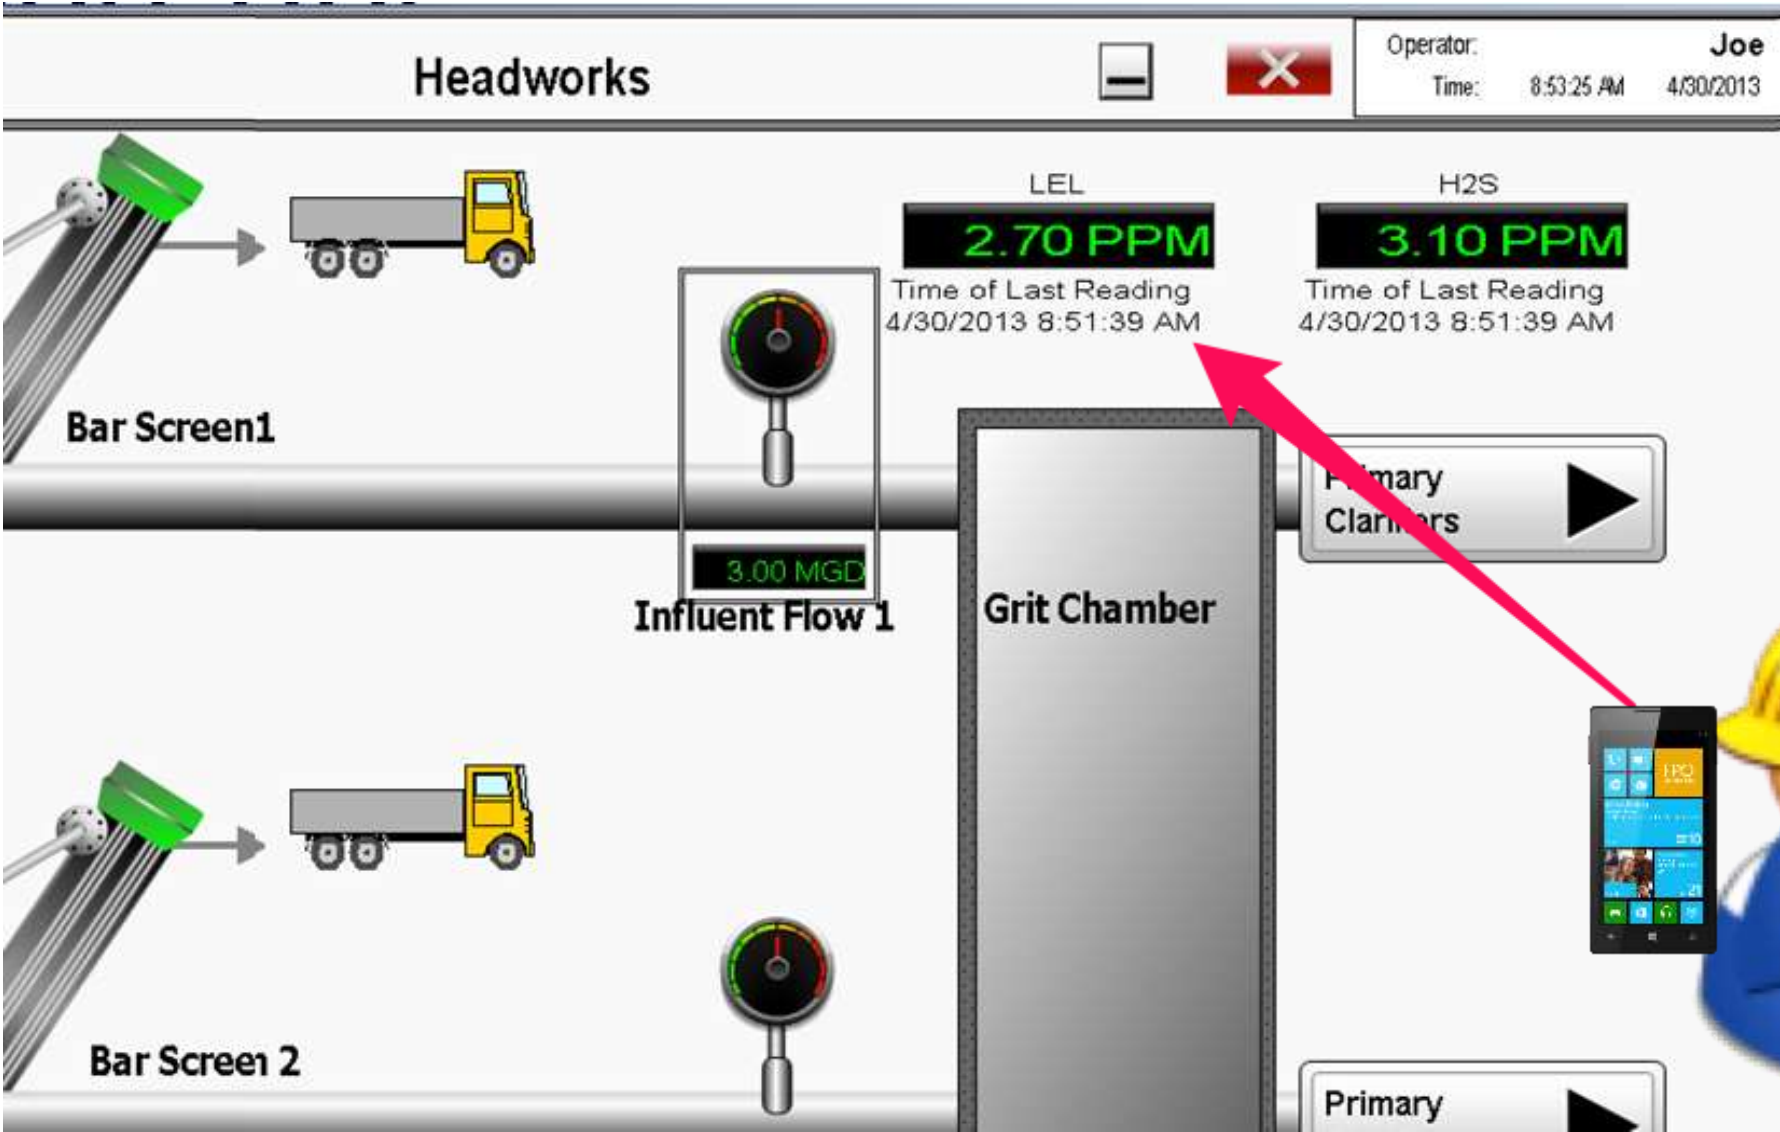 Headworks
Operator: Joe
Time: 8:53:25 AM 4/30/2013
LEL
2.70 PPM
Time of Last Reading
4/30/2013 8:51:39 AM
H2S
3.10 PPM
Time of Last Reading
4/30/2013 8:51:39 AM
Bar Screen1
3.00 MGD
Influent Flow 1
Grit Chamber
Primary
Clarifiers
Bar Screen 2
Primary